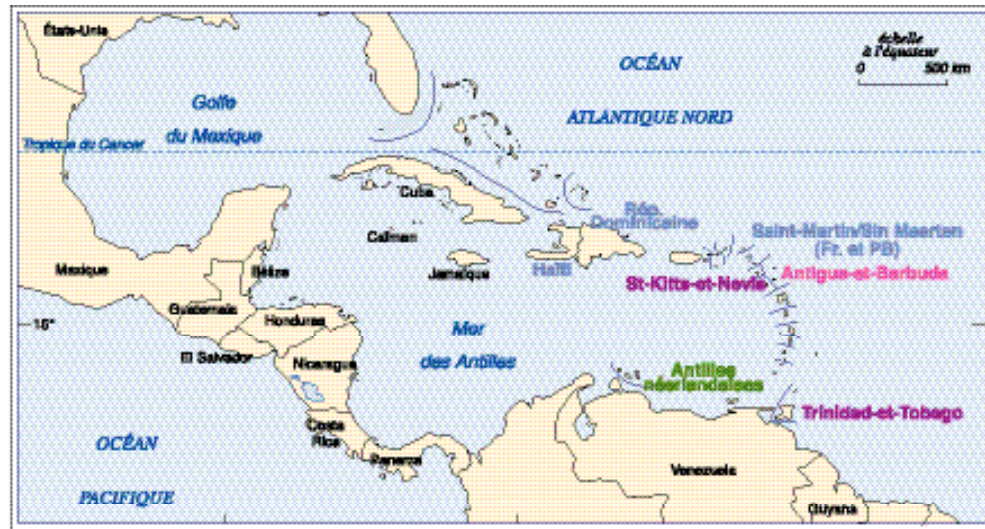 États-Unis
échelle
à l'équateur
0 500 km
OCÉAN
ATLANTIQUE NORD
Golfe
du Mexique
Tropique du Cancer
Cuba
Rép.
Dominicaine
Caïman
Saint-Martin/Sin Maerten
(Fr. et PB)
Mexique
Bélize
Jamaïque
Haïti
Antigua-et-Barbuda
St-Kitts-et-Nevis
Guatemala
Honduras
15°
Mer
des Antilles
El Salvador
Nicaragua
Antilles
néerlandaises
Trinidad-et-Tobago
Costa
Rica
OCÉAN
PACIFIQUE
Panama
Venezuela
Guyana